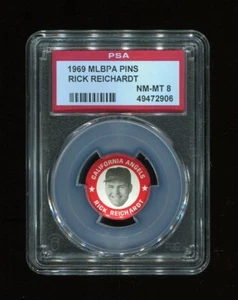 PSA
1969 MLBPA PINS
RICK REICHARDT
NM-MT 8
49472906
CALIFORNIA ANGELS
RICK REICHARDT